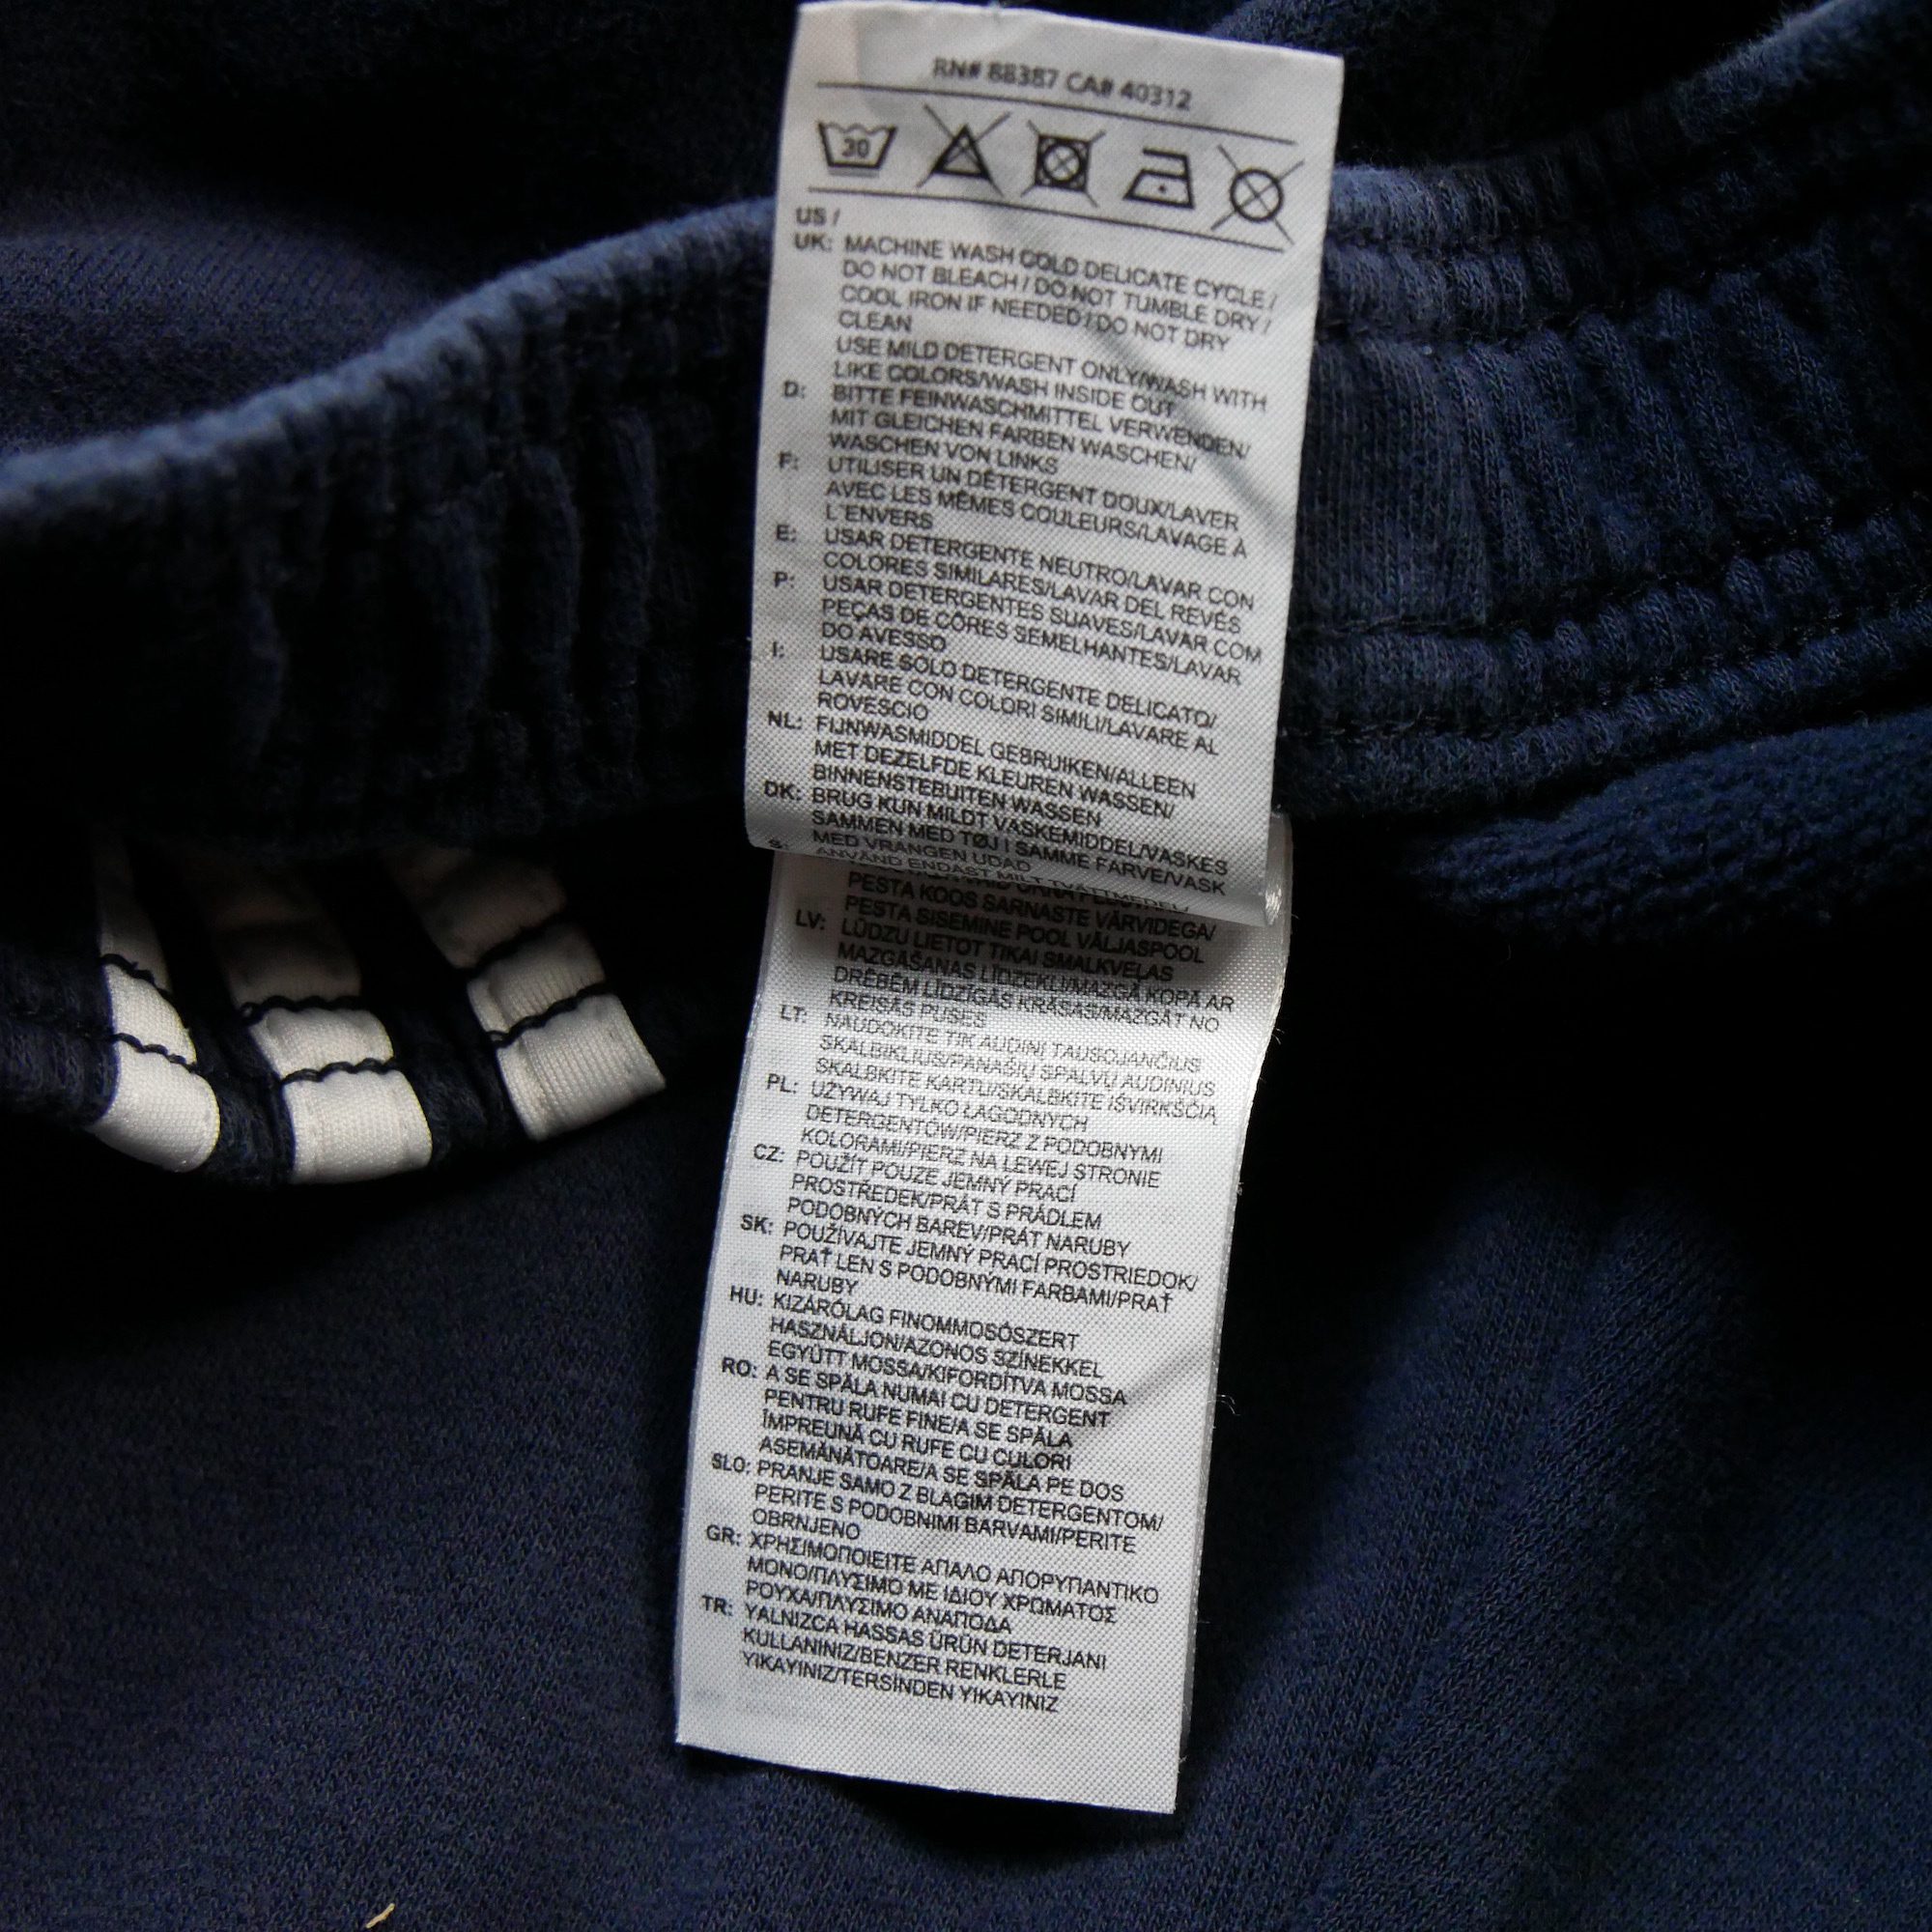 RN# 88387 CA# 40312
30
US /
UK: MACHINE WASH COLD DELICATE CYCLE /
DO NOT BLEACH / DO NOT TUMBLE DRY /
COOL IRON IF NEEDED / DO NOT DRY
CLEAN
USE MILD DETERGENT ONLY/WASH WITH
LIKE COLORS/WASH INSIDE OUT
D: BITTE FEINWASCHMITTEL VERWENDEN/
MIT GLEICHEN FARBEN WASCHEN/
WASCHEN VON LINKS
F: UTILISER UN DÉTERGENT DOUX/LAVER
AVEC LES MÊMES COULEURS/LAVAGE À
L'ENVERS
E: USAR DETERGENTE NEUTRO/LAVAR CON
COLORES SIMILARES/LAVAR DEL REVÉS
P: USAR DETERGENTES SUAVES/LAVAR COM
PEÇAS DE CÔRES SEMELHANTES/LAVAR
DO AVESSO
I: USARE SOLO DETERGENTE DELICATO/
LAVARE CON COLORI SIMILI/LAVARE AL
ROVESCIO
NL: FIJNWASMIDDEL GEBRUIKEN/ALLEEN
MET DEZELFDE KLEUREN WASSEN/
BINNENSTEBUITEN WASSEN
DK: BRUG KUN MILDT VASKEMIDDEL/VASKES
SAMMEN MED TØJ I SAMME FARVE/VASK
MED VRANGEN UDAD
S: ANVÄND ENDAST MILT TVÄTTMEDEL/
PESTA KOOS SARNASTE VÄRVIDEGA/
PESTA SISEMINE POOL VÄLJASPOOL
LV: LŪDZU LIETOT TIKAI SMALKVEĻAS
MAZGĀŠANAS LĪDZEKLI/MAZGĀ KOPĀ AR
DRĒBĒM LĪDZĪGĀS KRĀSĀS/MAZGĀT NO
KREISĀS PUSES
LT: NAUDOKITE TIK AUDINĮ TAUSOJANČIUS
SKALBIKLIUS/PANAŠIŲ SPALVŲ AUDINIUS
SKALBKITE KARTU/SKALBKITE IŠVIRKŠČIĄ
PL: UŻYWAJ TYLKO ŁAGODNYCH
DETERGENTÓW/PIERZ Z PODOBNYMI
KOLORAMI/PIERZ NA LEWEJ STRONIE
CZ: POUŽÍT POUZE JEMNÝ PRACÍ
PROSTŘEDEK/PRÁT S PRÁDLEM
PODOBNÝCH BAREV/PRÁT NARUBY
SK: POUŽÍVAJTE JEMNÝ PRACÍ PROSTRIEDOK/
PRAŤ LEN S PODOBNÝMI FARBAMI/PRAŤ
NARUBY
HU: KIZÁRÓLAG FINOMMOSÓSZERT
HASZNÁLJON/AZONOS SZÍNEKKEL
EGYÜTT MOSSA/KIFORDÍTVA MOSSA
RO: A SE SPĂLA NUMAI CU DETERGENT
PENTRU RUFE FINE/A SE SPĂLA
ÎMPREUNĂ CU RUFE CU CULORI
ASEMĂNĂTOARE/A SE SPĂLA PE DOS
SLO: PRANJE SAMO Z BLAGIM DETERGENTOM/
PERITE S PODOBNIMI BARVAMI/PERITE
OBRNJENO
GR: ΧΡΗΣΙΜΟΠΟΙΕΙΤΕ ΑΠΑΛΟ ΑΠΟΡΥΠΑΝΤΙΚΟ
ΜΟΝΟ/ΠΛΥΣΙΜΟ ΜΕ ΙΔΙΟΥ ΧΡΩΜΑΤΟΣ
ΡΟΥΧΑ/ΠΛΥΣΙΜΟ ΑΝΑΠΟΔΑ
TR: YALNIZCA HASSAS ÜRÜN DETERJANI
KULLANINIZ/BENZER RENKLERLE
YIKAYINIZ/TERSİNDEN YIKAYINIZ